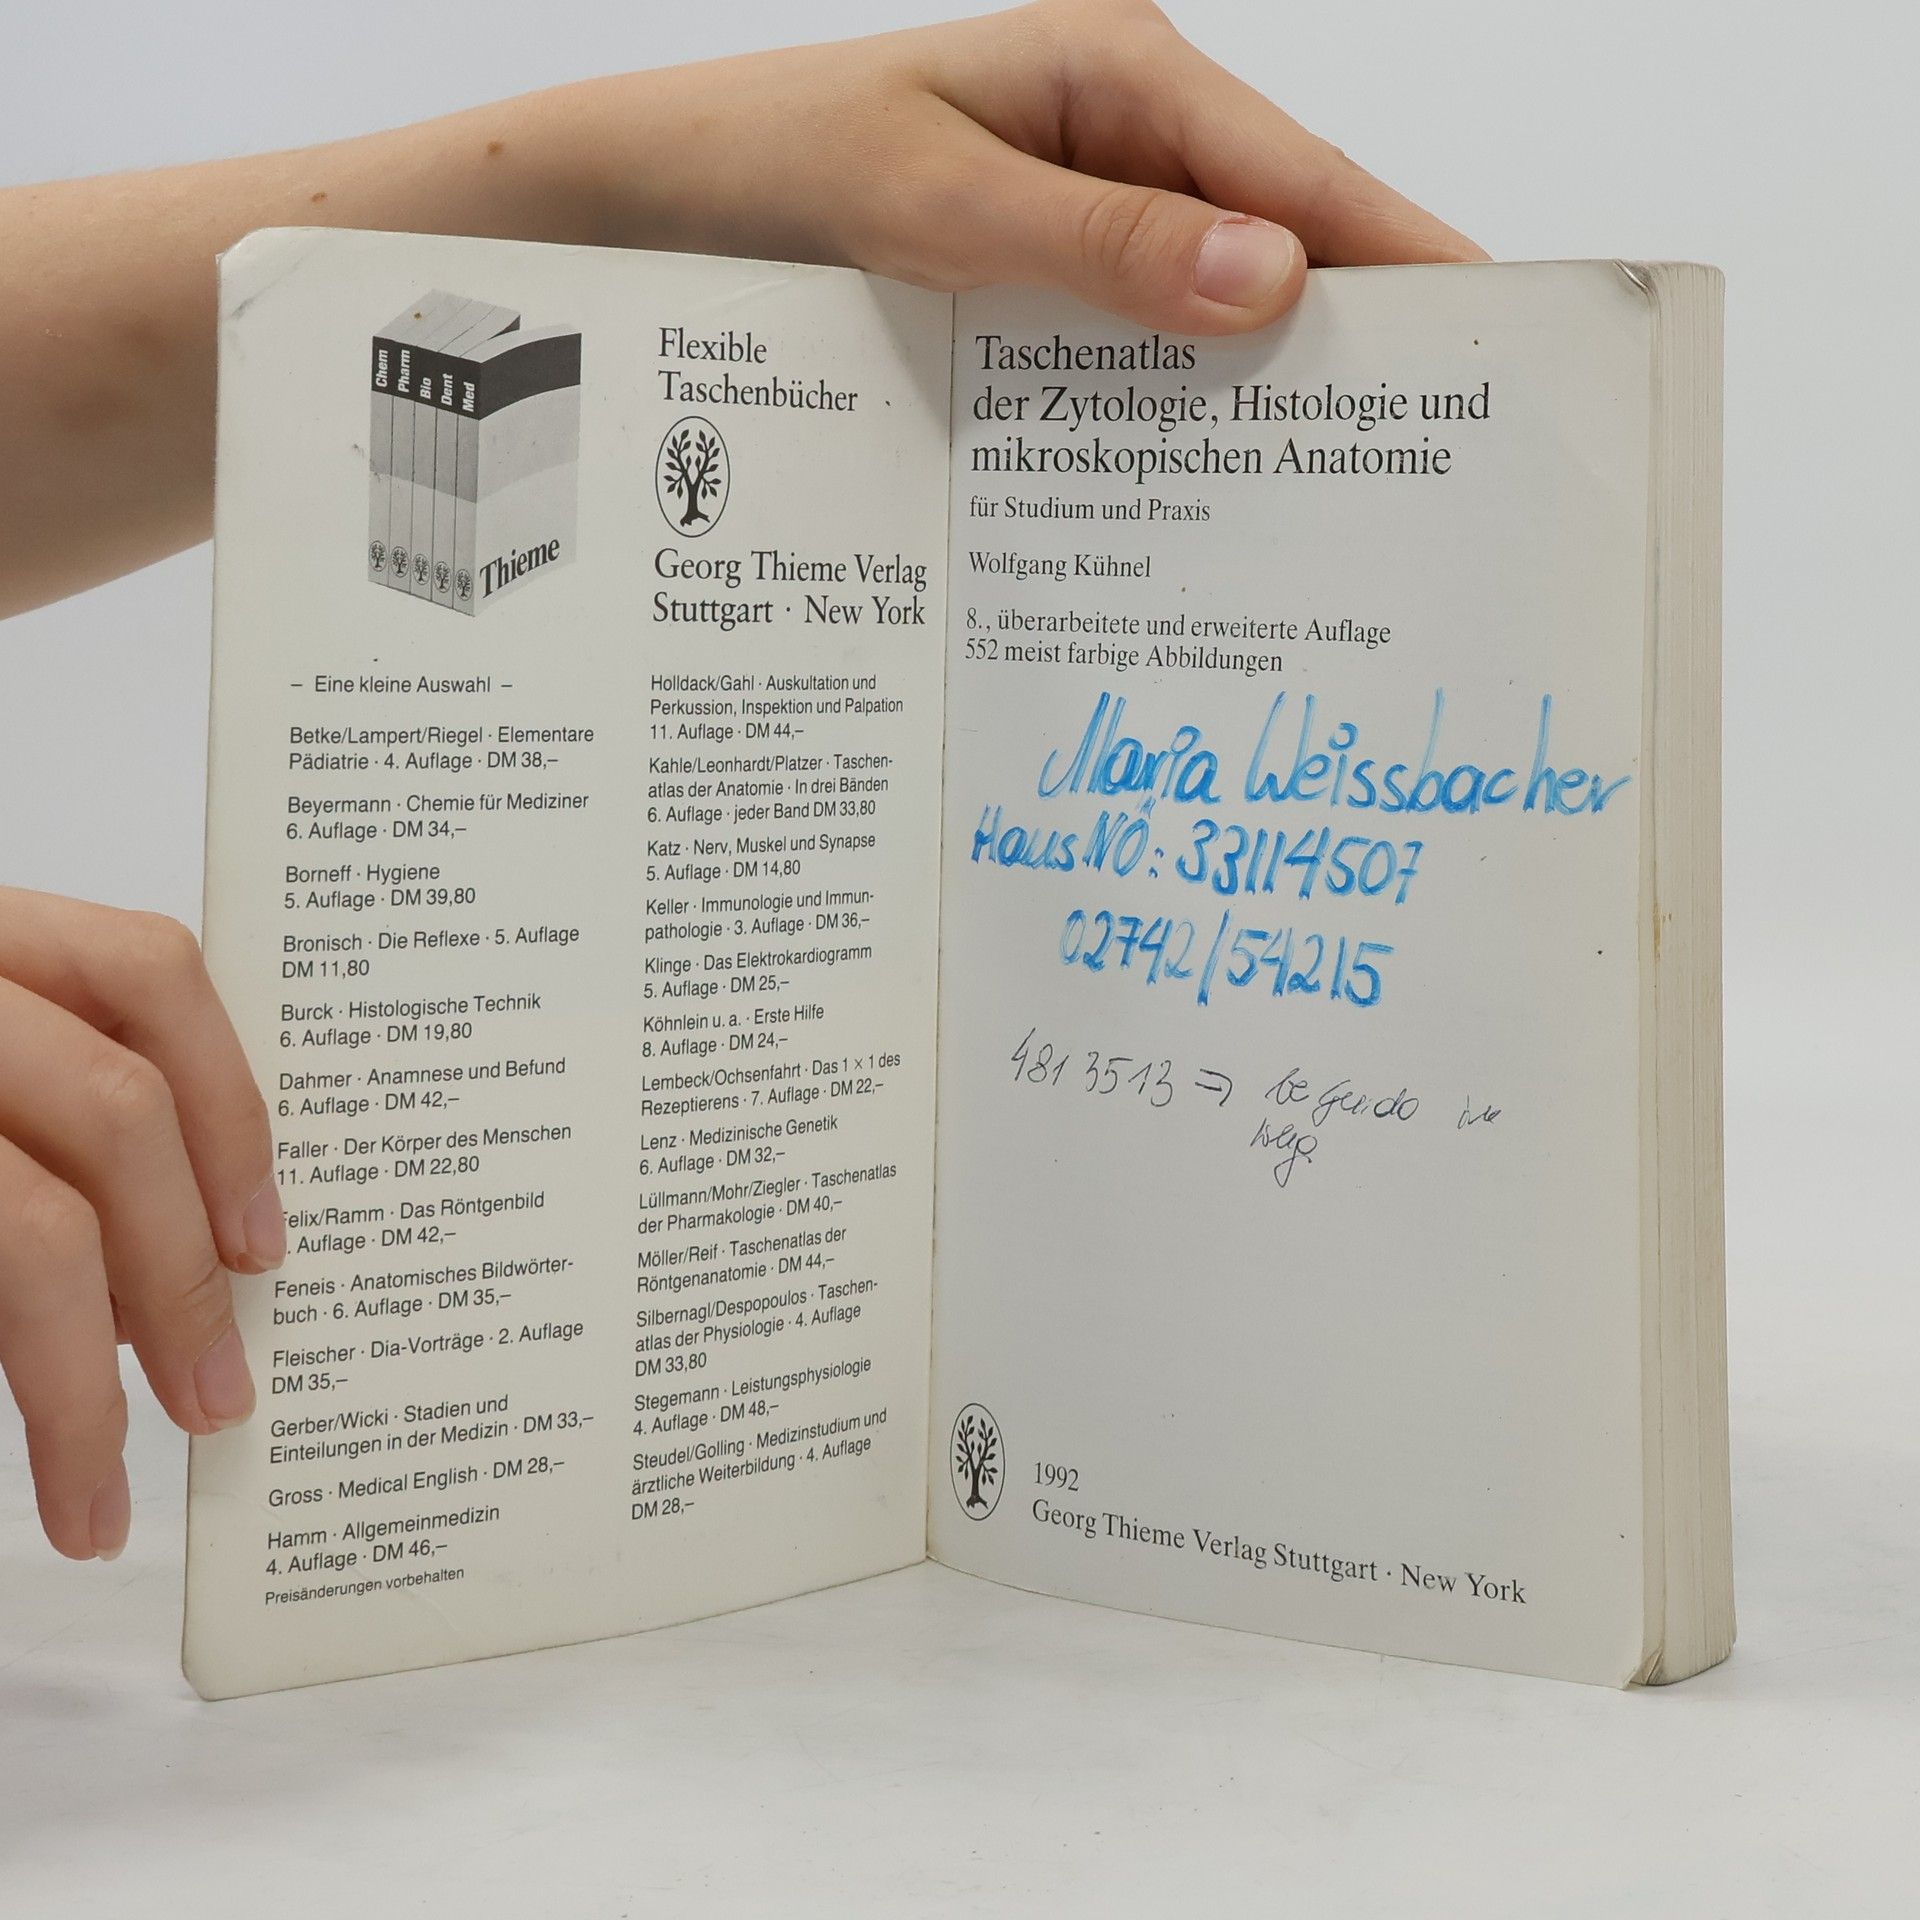 Chem
Pharm
Bio
Dent
Med
Thieme
Flexible
Taschenbücher
Georg Thieme Verlag
Stuttgart · New York
– Eine kleine Auswahl –
Betke/Lampert/Riegel · Elementare
Pädiatrie · 4. Auflage · DM 38,–
Beyermann · Chemie für Mediziner
6. Auflage · DM 34,–
Borneff · Hygiene
5. Auflage · DM 39,80
Bronisch · Die Reflexe · 5. Auflage
DM 11,80
Burck · Histologische Technik
6. Auflage · DM 19,80
Dahmer · Anamnese und Befund
6. Auflage · DM 42,–
Faller · Der Körper des Menschen
11. Auflage · DM 22,80
Felix/Ramm · Das Röntgenbild
. Auflage · DM 42,–
Feneis · Anatomisches Bildwörter-
buch · 6. Auflage · DM 35,–
Fleischer · Dia-Vorträge · 2. Auflage
DM 35,–
Gerber/Wicki · Stadien und
Einteilungen in der Medizin · DM 33,–
Gross · Medical English · DM 28,–
Hamm · Allgemeinmedizin
4. Auflage · DM 46,–
Preisänderungen vorbehalten
Holldack/Gahl · Auskultation und
Perkussion, Inspektion und Palpation
11. Auflage · DM 44,–
Kahle/Leonhardt/Platzer · Taschen-
atlas der Anatomie · In drei Bänden
6. Auflage · jeder Band DM 33,80
Katz · Nerv, Muskel und Synapse
5. Auflage · DM 14,80
Keller · Immunologie und Immun-
pathologie · 3. Auflage · DM 36,–
Klinge · Das Elektrokardiogramm
5. Auflage · DM 25,–
Köhnlein u. a. · Erste Hilfe
8. Auflage · DM 24,–
Lembeck/Ochsenfahrt · Das 1 × 1 des
Rezeptierens · 7. Auflage · DM 22,–
Lenz · Medizinische Genetik
6. Auflage · DM 32,–
Lüllmann/Mohr/Ziegler · Taschenatlas
der Pharmakologie · DM 40,–
Möller/Reif · Taschenatlas der
Röntgenanatomie · DM 44,–
Silbernagl/Despopoulos · Taschen-
atlas der Physiologie · 4. Auflage
DM 33,80
Stegemann · Leistungsphysiologie
4. Auflage · DM 48,–
Steudel/Golling · Medizinstudium und
ärztliche Weiterbildung · 4. Auflage
DM 28,–
Taschenatlas
der Zytologie, Histologie und
mikroskopischen Anatomie
für Studium und Praxis
Wolfgang Kühnel
8., überarbeitete und erweiterte Auflage
552 meist farbige Abbildungen
Maria Weissbacher
Haus NÖ: 33114507
02742/54215
481 3513 ⇒
1992
Georg Thieme Verlag Stuttgart · New York